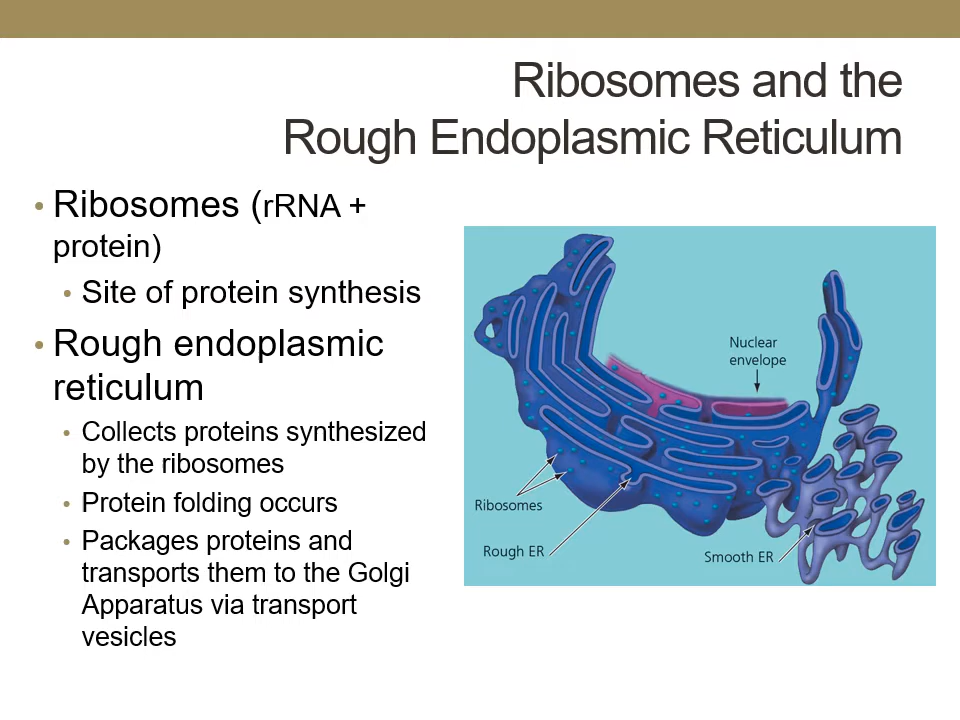 Ribosomes and the
Rough Endoplasmic Reticulum
• Ribosomes (rRNA +
protein)
• Site of protein synthesis
• Rough endoplasmic
reticulum
• Collects proteins synthesized
by the ribosomes
• Protein folding occurs
• Packages proteins and
transports them to the Golgi
Apparatus via transport
vesicles
Nuclear
envelope
Ribosomes
Rough ER
Smooth ER